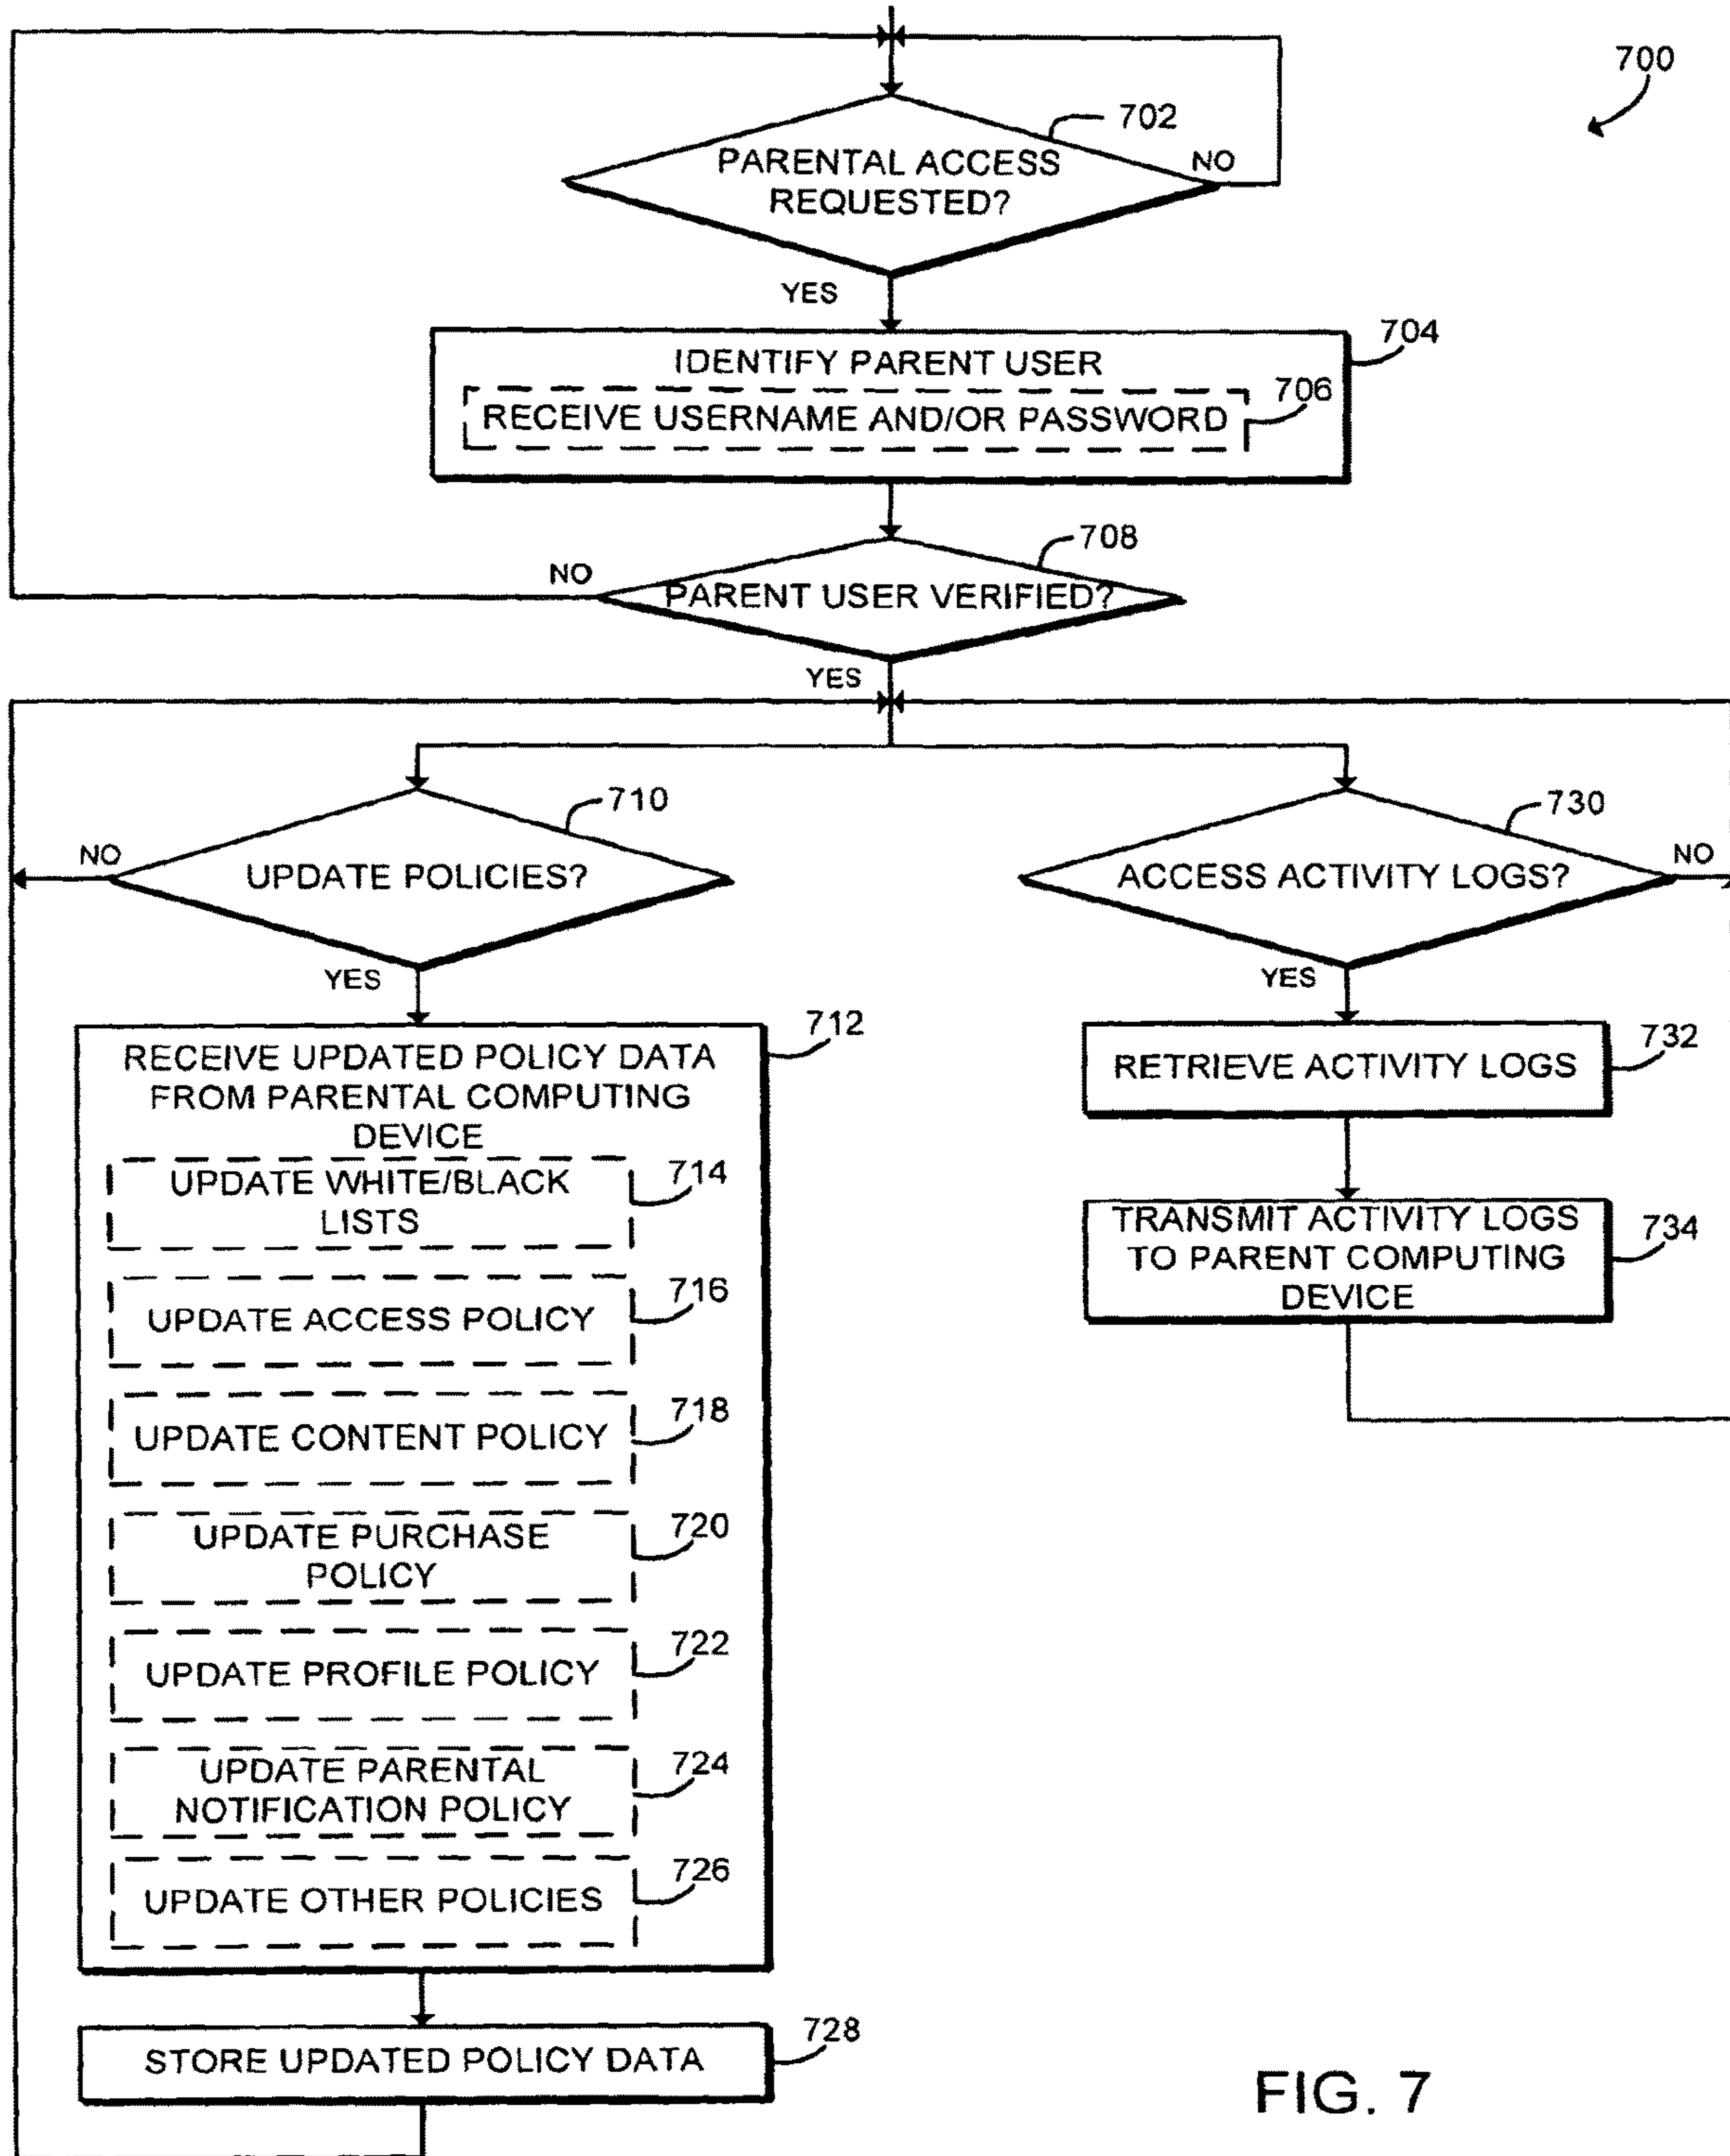 700
702
PARENTAL ACCESS
REQUESTED?
NO
YES
704
IDENTIFY PARENT USER
706
RECEIVE USERNAME AND/OR PASSWORD
708
NO
PARENT USER VERIFIED?
YES
710
NO
UPDATE POLICIES?
YES
712
RECEIVE UPDATED POLICY DATA
FROM PARENTAL COMPUTING
DEVICE
714
UPDATE WHITE/BLACK
LISTS
716
UPDATE ACCESS POLICY
718
UPDATE CONTENT POLICY
720
UPDATE PURCHASE
POLICY
722
UPDATE PROFILE POLICY
724
UPDATE PARENTAL
NOTIFICATION POLICY
726
UPDATE OTHER POLICIES
728
STORE UPDATED POLICY DATA
730
ACCESS ACTIVITY LOGS?
NO
YES
732
RETRIEVE ACTIVITY LOGS
734
TRANSMIT ACTIVITY LOGS
TO PARENT COMPUTING
DEVICE
FIG. 7